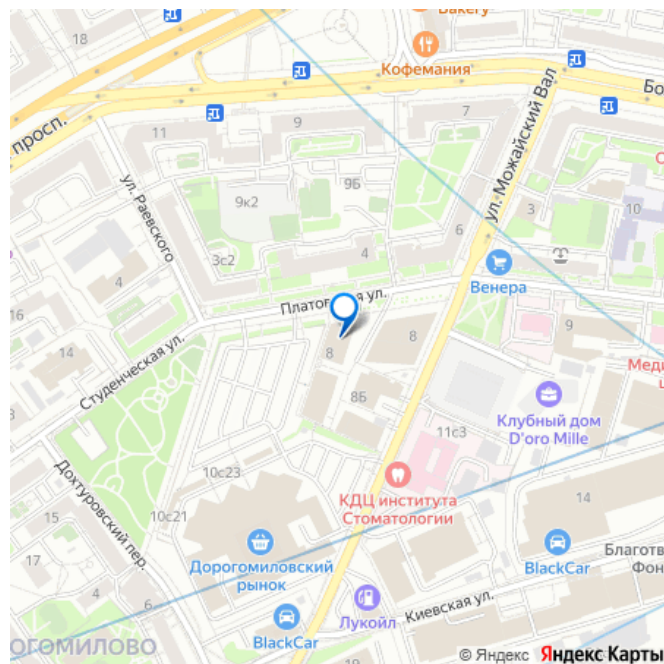 Bakery
18
Кофемания
Бо
просп.
11
9
7
ул. Можайский Вал
ул. Раевского
9к2
9Б
3
10
6
4
3с2
4
Венера
Платовская ул.
16
9
14
Студенческая ул.
8
8
Меди
ц
8Б
Клубный дом
D'oro Mille
11с3
10с23
КДЦ института
Стоматологии
14
15
10с21
Дохтуровский пер.
17
Дорогомиловский
рынок
BlackCar
Благотв
Фон
4
6
Лукойл
Киевская ул.
BlackCar
ОГОМИЛОВО
© Яндекс Яндекс Карты